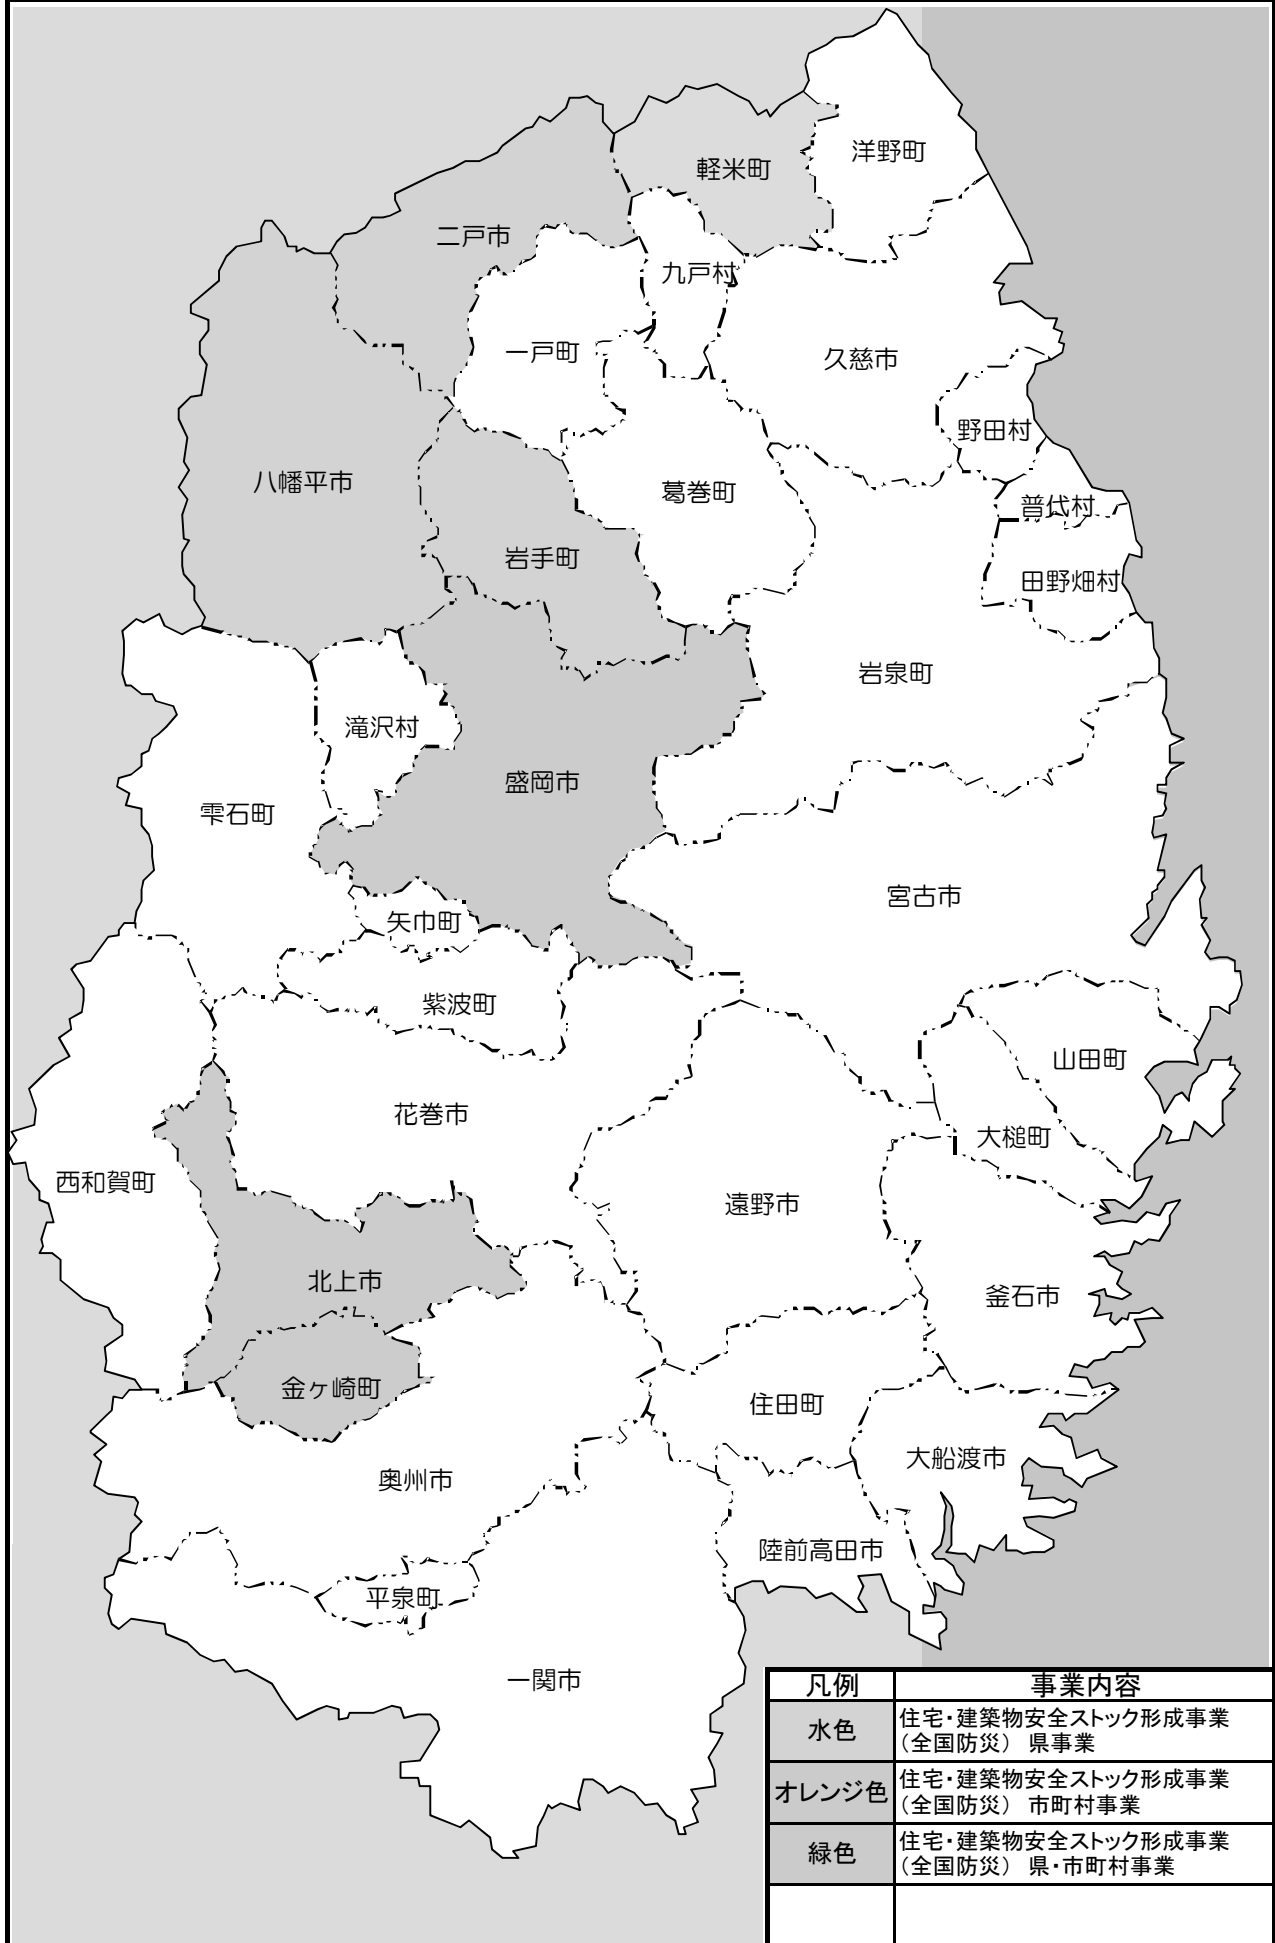 洋野町
軽米町
二戸市
九戸村
一戸町
久慈市
野田村
八幡平市
葛巻町
普代村
岩手町
田野畑村
岩泉町
滝沢村
盛岡市
雫石町
宮古市
矢巾町
紫波町
山田町
花巻市
大槌町
西和賀町
遠野市
北上市
釜石市
金ヶ崎町
住田町
大船渡市
奥州市
陸前高田市
平泉町
一関市
凡例 事業内容
水色 住宅・建築物安全ストック形成事業
（全国防災） 県事業
オレンジ色 住宅・建築物安全ストック形成事業
（全国防災） 市町村事業
緑色 住宅・建築物安全ストック形成事業
（全国防災） 県・市町村事業